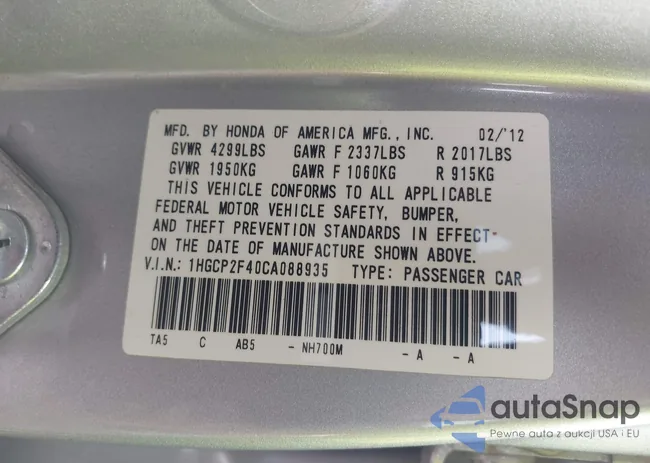 MFD. BY HONDA OF AMERICA MFG., INC. 02/'12
GVWR 4299LBS GAWR F 2337LBS R 2017LBS
GVWR 1950KG GAWR F 1060KG R 915KG
THIS VEHICLE CONFORMS TO ALL APPLICABLE
FEDERAL MOTOR VEHICLE SAFETY, BUMPER,
AND THEFT PREVENTION STANDARDS IN EFFECT
ON THE DATE OF MANUFACTURE SHOWN ABOVE.
V.I.N.: 1HGCP2F40CA088935 TYPE: PASSENGER CAR
TA5 C AB5 - NH700M - A - A
autaSnap
Pewne auta z aukcji USA i EU